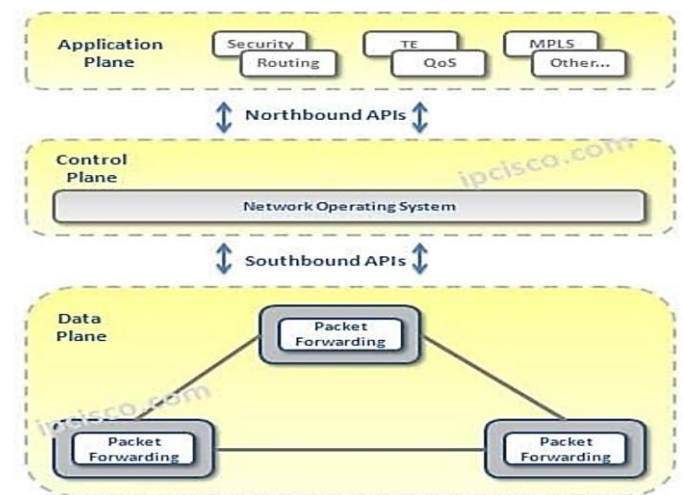 Application
Plane
Security
Routing
TE
QoS
MPLS
Other...
Northbound APIs
Control
Plane
ipcisco.com
Network Operating System
Southbound APIs
Data
Plane
Packet
Forwarding
ipcisco.com
Packet
Forwarding
Packet
Forwarding